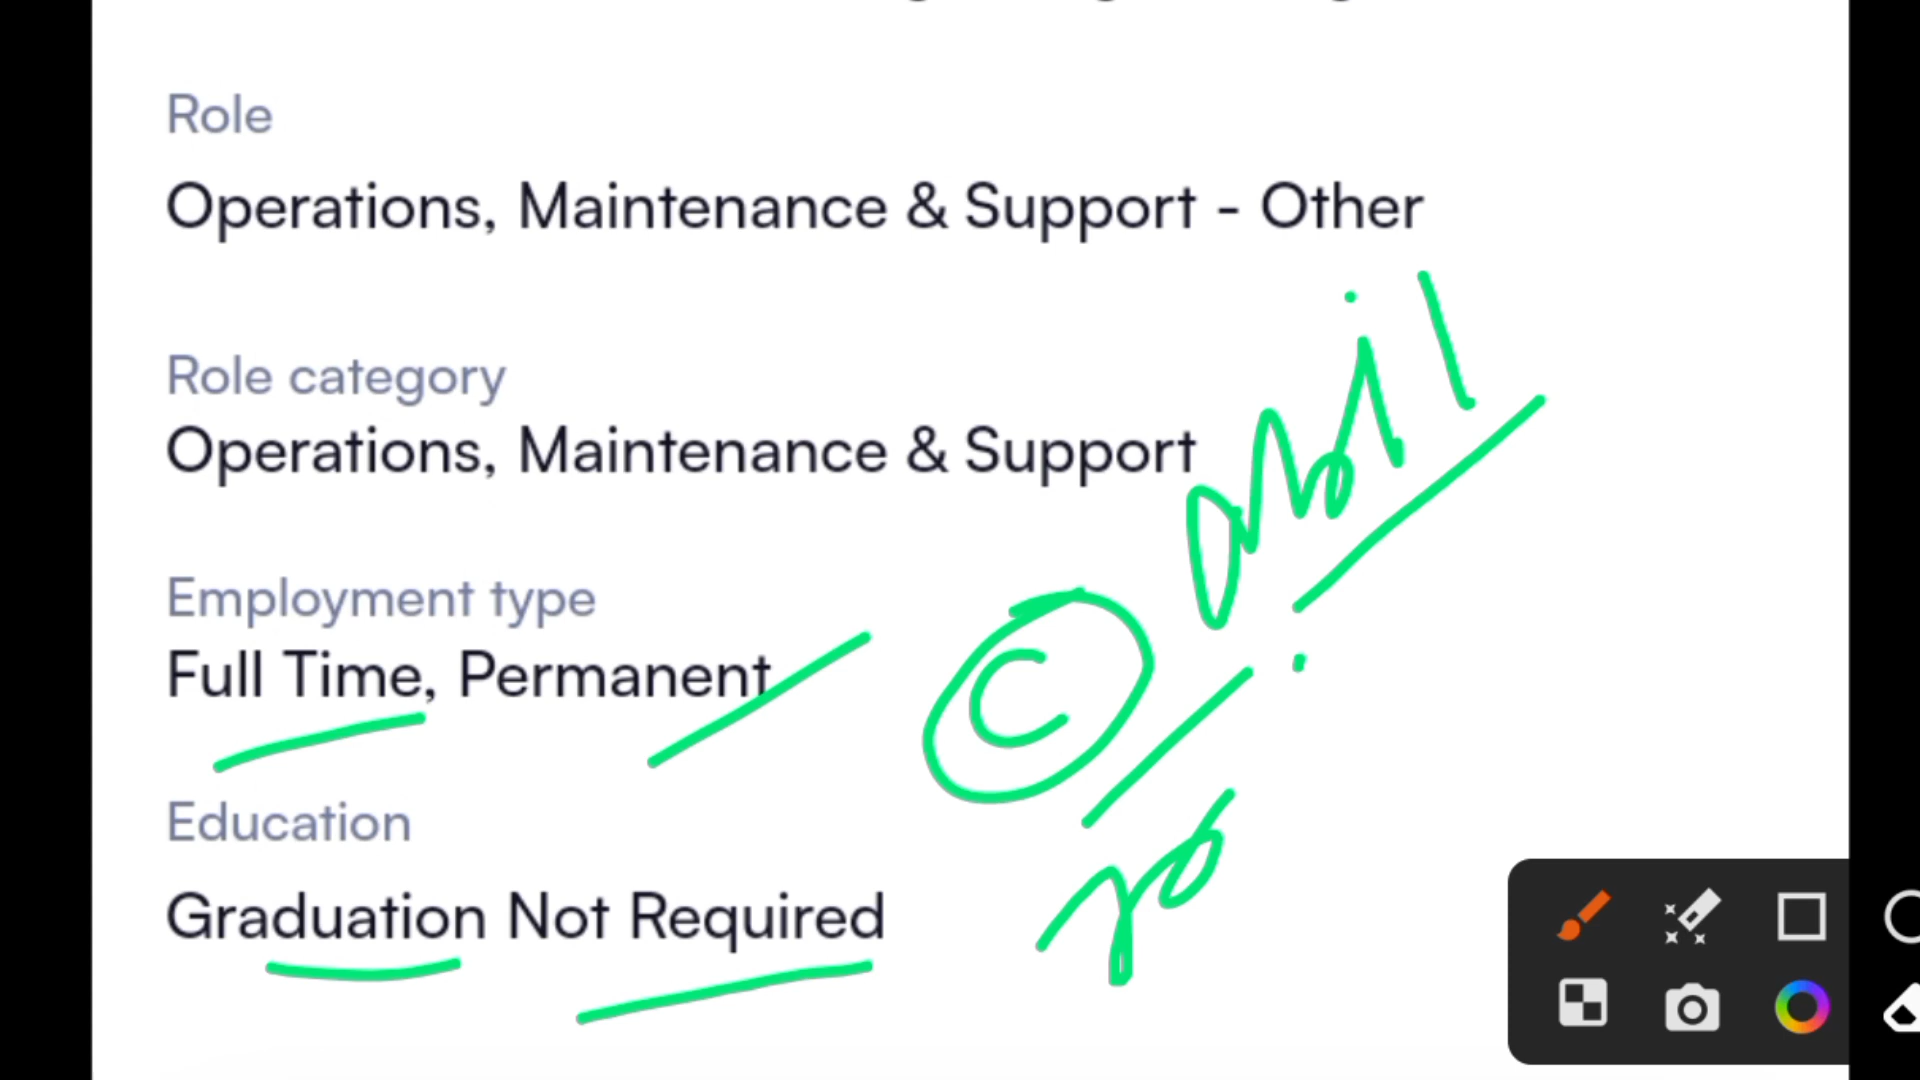 Role
Operations, Maintenance & Support - Other
Role category
Operations, Maintenance & Support
Employment type
Full Time, Permanent
Education
Graduation Not Required
C